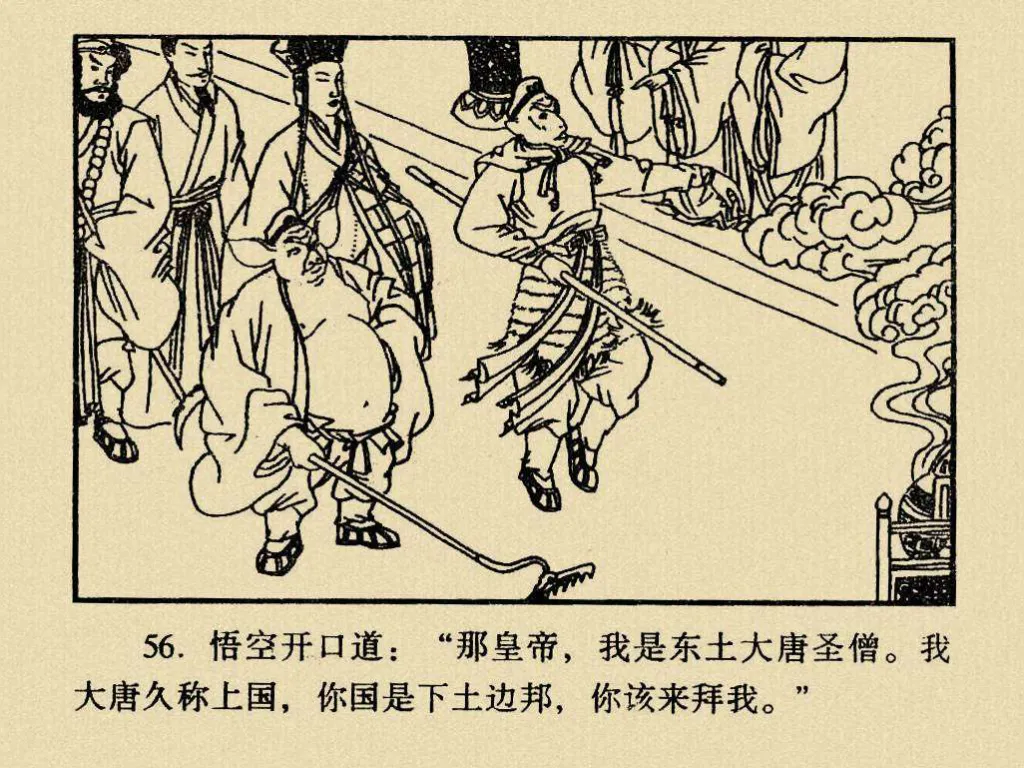 56. 悟空开口道：“那皇帝，我是东土大唐圣僧。我
大唐久称上国，你国是下土边邦，你该来拜我。”